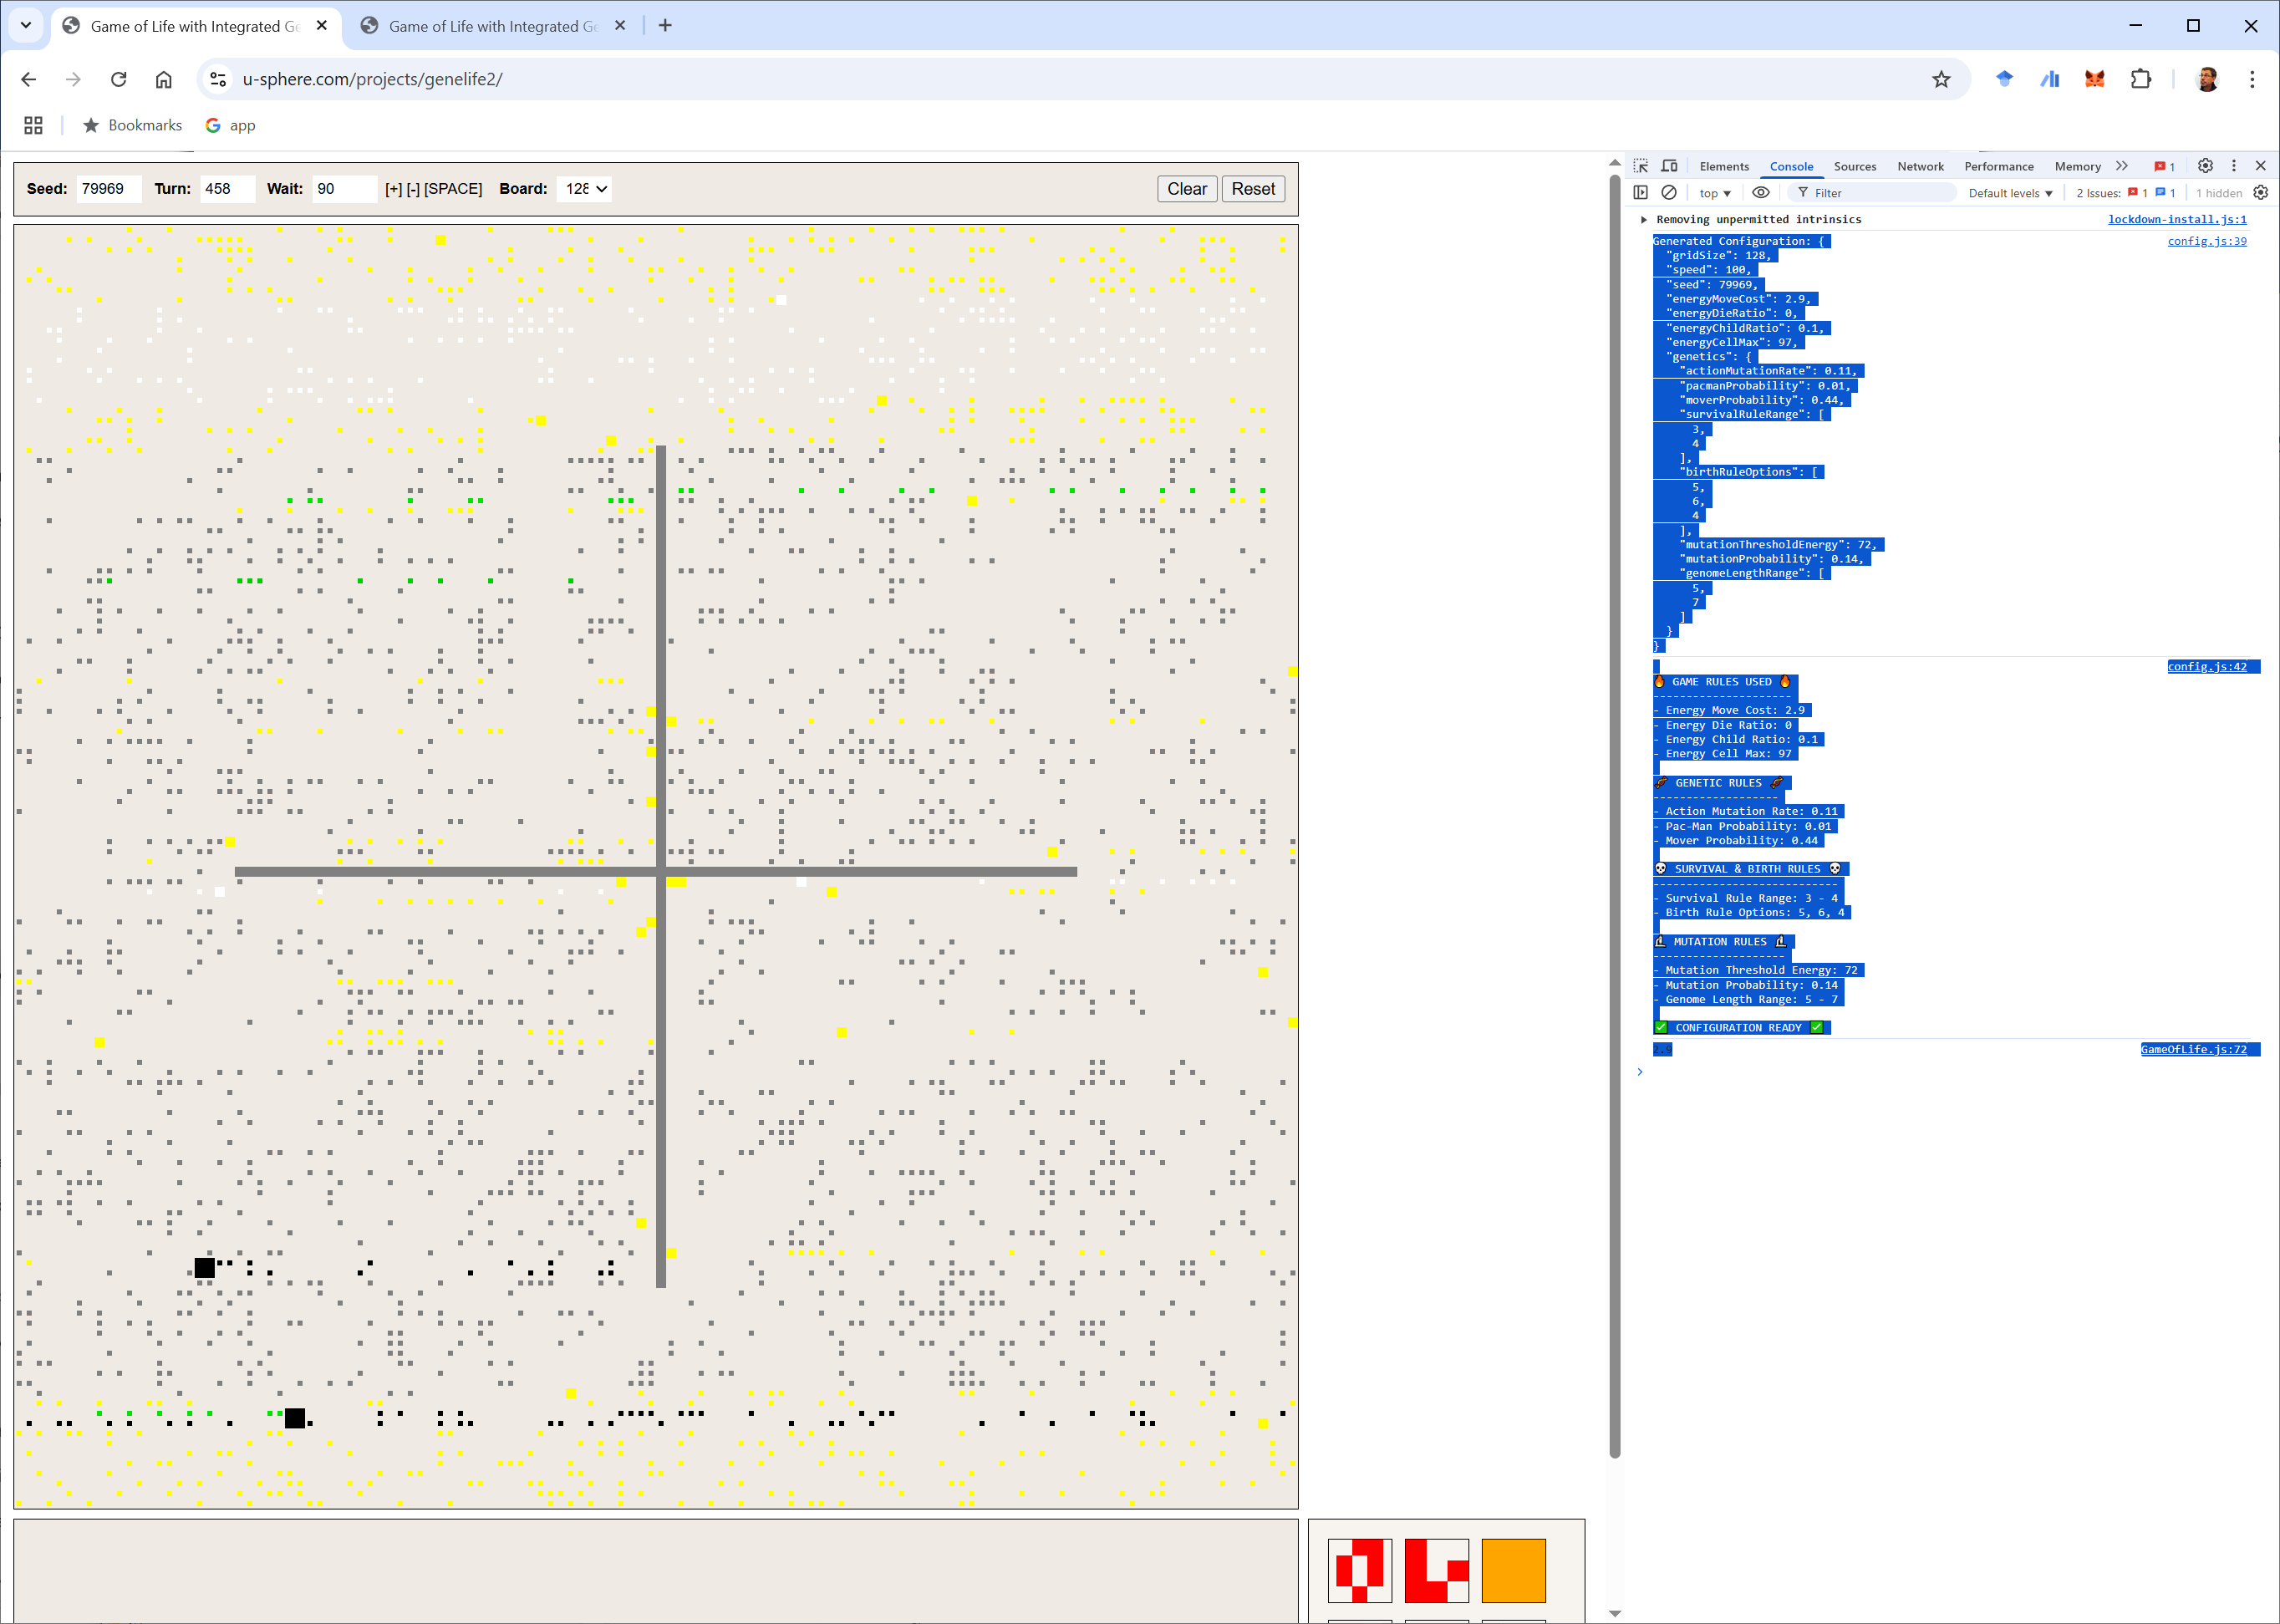 Game of Life with Integrated Ge
Game of Life with Integrated Ge
u-sphere.com/projects/genelife2/
Bookmarks
app
Seed: 79969 Turn: 458 Wait: 90 [+] [-] [SPACE] Board: 128 Clear Reset
Elements Console Sources Network Performance Memory 1
top Filter Default levels 2 Issues: 1 1 1 hidden
Removing unpermitted intrinsics lockdown-install.js:1
Generated Configuration: { config.js:39
"gridSize": 128,
"speed": 100,
"seed": 79969,
"energyMoveCost": 2.9,
"energyDieRatio": 0,
"energyChildRatio": 0.1,
"energyCellMax": 97,
"genetics": {
"actionMutationRate": 0.11,
"pacmanProbability": 0.01,
"moverProbability": 0.44,
"survivalRuleRange": [
3,
4
],
"birthRuleOptions": [
5,
6,
4
],
"mutationThresholdEnergy": 72,
"mutationProbability": 0.14,
"genomeLengthRange": [
5,
7
]
}
}
config.js:42
🔥 GAME RULES USED 🔥
---------------------
- Energy Move Cost: 2.9
- Energy Die Ratio: 0
- Energy Child Ratio: 0.1
- Energy Cell Max: 97
🧬 GENETIC RULES 🧬
-------------------
- Action Mutation Rate: 0.11
- Pac-Man Probability: 0.01
- Mover Probability: 0.44
💀 SURVIVAL & BIRTH RULES 💀
----------------------------
- Survival Rule Range: 3 - 4
- Birth Rule Options: 5, 6, 4
🔬 MUTATION RULES 🔬
--------------------
- Mutation Threshold Energy: 72
- Mutation Probability: 0.14
- Genome Length Range: 5 - 7
✅ CONFIGURATION READY ✅
2.9 GameOfLife.js:72